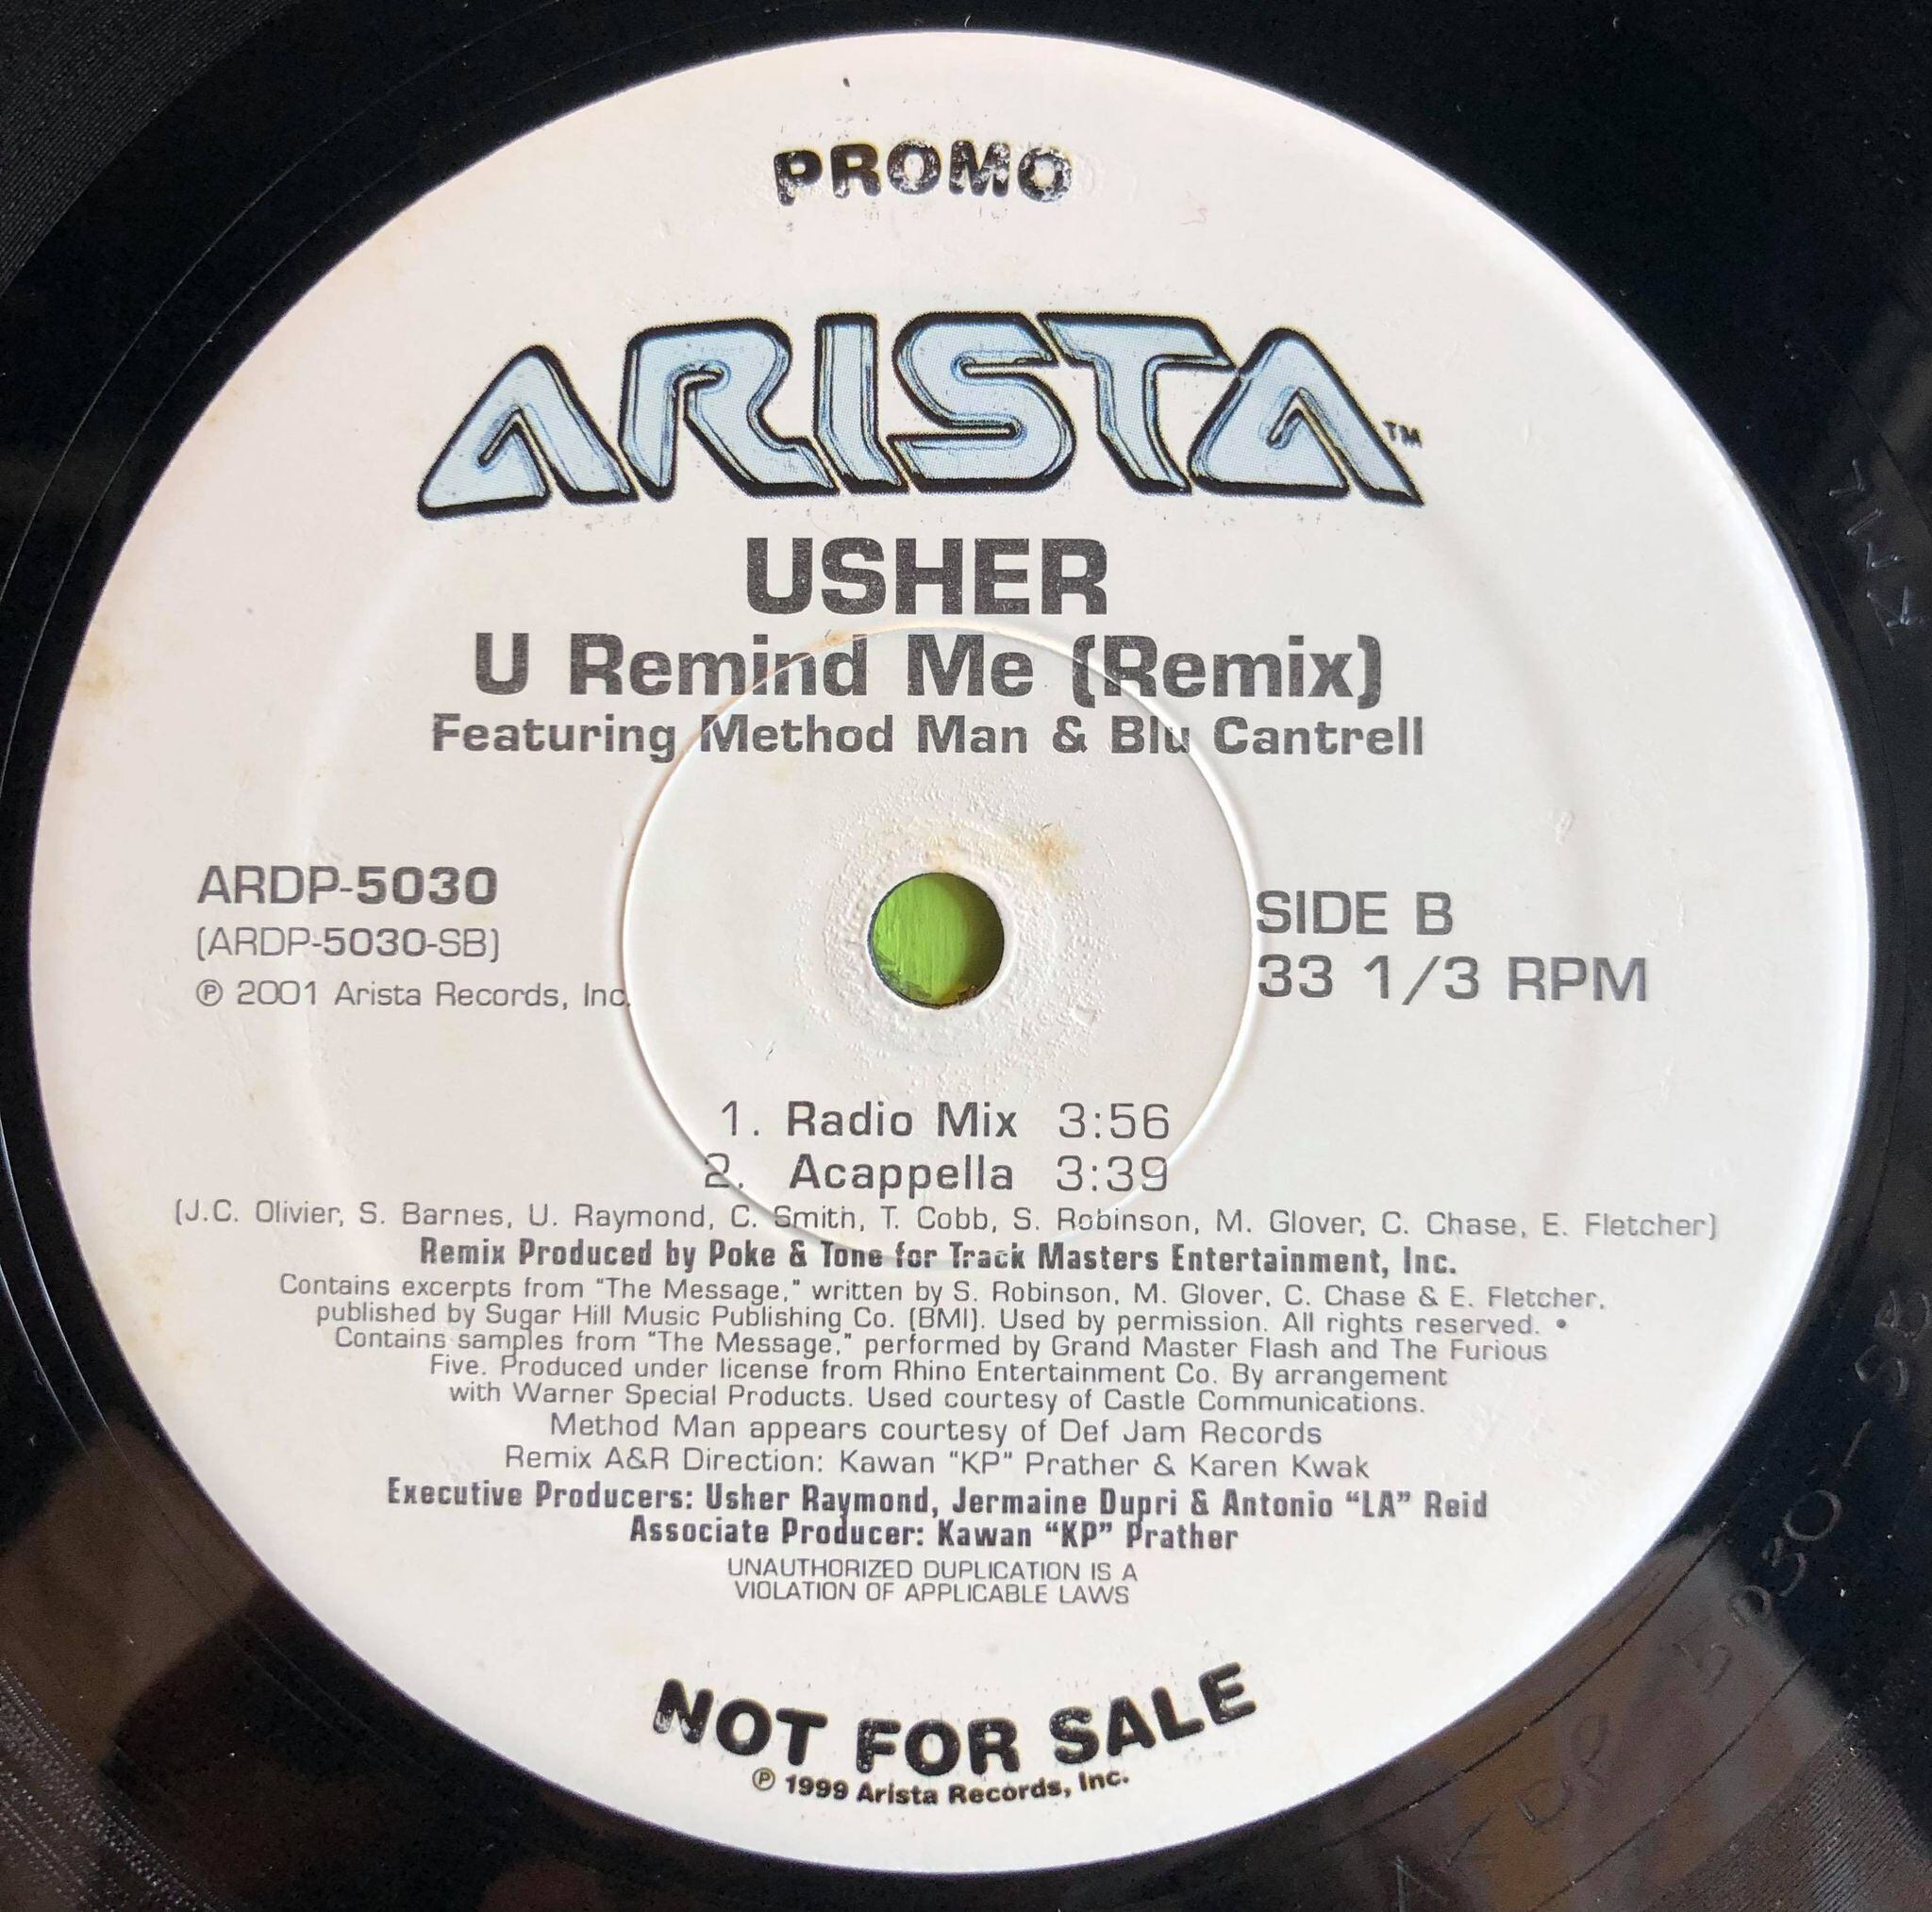 PROMO
ARISTA™
USHER
U Remind Me (Remix)
Featuring Method Man & Blu Cantrell
ARDP-5030
(ARDP-5030-SB)
℗ 2001 Arista Records, Inc.
SIDE B
33 1/3 RPM
1. Radio Mix 3:56
2. Acappella 3:39
(J.C. Olivier, S. Barnes, U. Raymond, C. Smith, T. Cobb, S. Robinson, M. Glover, C. Chase, E. Fletcher)
Remix Produced by Poke & Tone for Track Masters Entertainment, Inc.
Contains excerpts from "The Message," written by S. Robinson, M. Glover, C. Chase & E. Fletcher,
published by Sugar Hill Music Publishing Co. (BMI). Used by permission. All rights reserved. •
Contains samples from "The Message," performed by Grand Master Flash and The Furious
Five. Produced under license from Rhino Entertainment Co. By arrangement
with Warner Special Products. Used courtesy of Castle Communications.
Method Man appears courtesy of Def Jam Records
Remix A&R Direction: Kawan "KP" Prather & Karen Kwak
Executive Producers: Usher Raymond, Jermaine Dupri & Antonio “LA” Reid
Associate Producer: Kawan “KP” Prather
UNAUTHORIZED DUPLICATION IS A
VIOLATION OF APPLICABLE LAWS
NOT FOR SALE
℗ 1999 Arista Records, Inc.